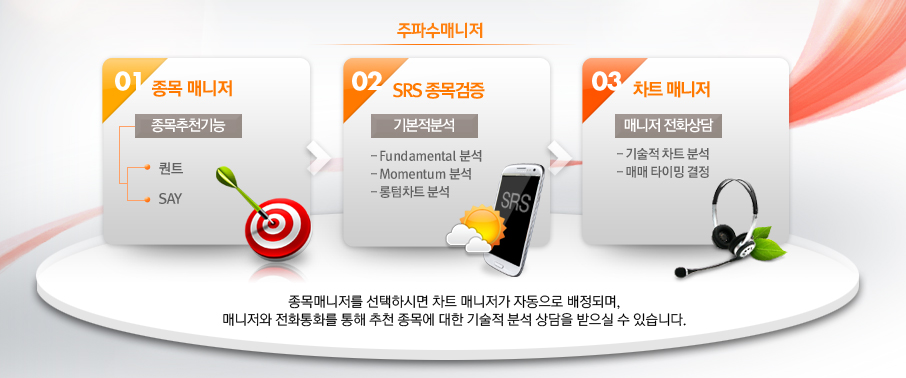 주파수매니저
01 종목 매니저
종목추천기능
퀀트
SAY
02 SRS 종목검증
기본적분석
- Fundamental 분석
- Momentum 분석
- 롱텀차트 분석
SRS
03 차트 매니저
매니저 전화상담
- 기술적 차트 분석
- 매매 타이밍 결정
종목매니저를 선택하시면 차트 매니저가 자동으로 배정되며,
매니저와 전화통화를 통해 추천 종목에 대한 기술적 분석 상담을 받으실 수 있습니다.